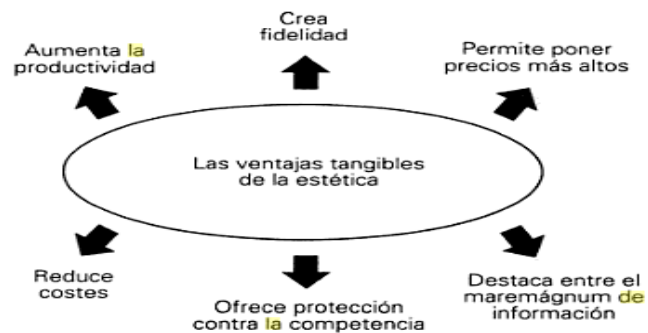 Crea
fidelidad
Aumenta la
productividad
Permite poner
precios más altos
Las ventajas tangibles
de la estética
Reduce
costes
Ofrece protección
contra la competencia
Destaca entre el
maremágnum de
información